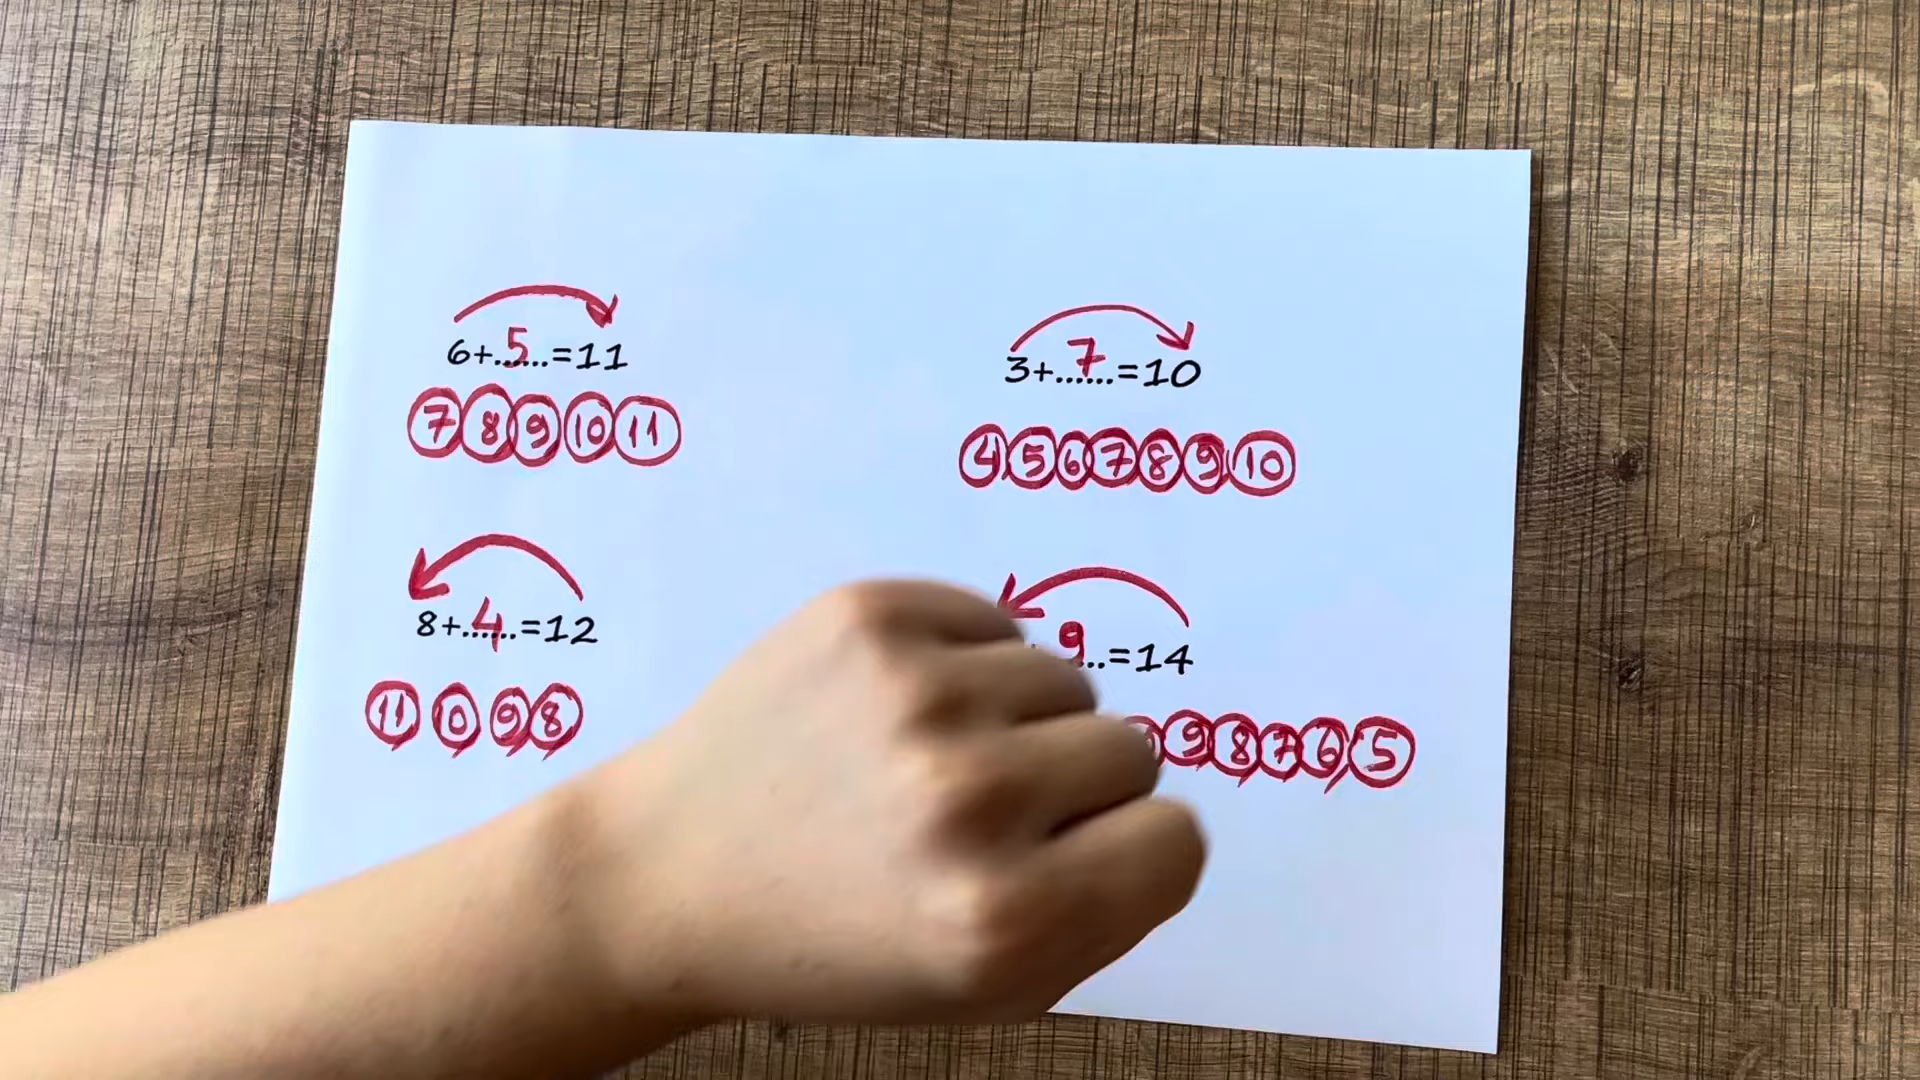 6+..5....=11
7 8 9 10 11
3+...7...=10
4 5 6 7 8 9 10
8+...4...=12
11 10 9 8
9..=14
9 8 7 6 5